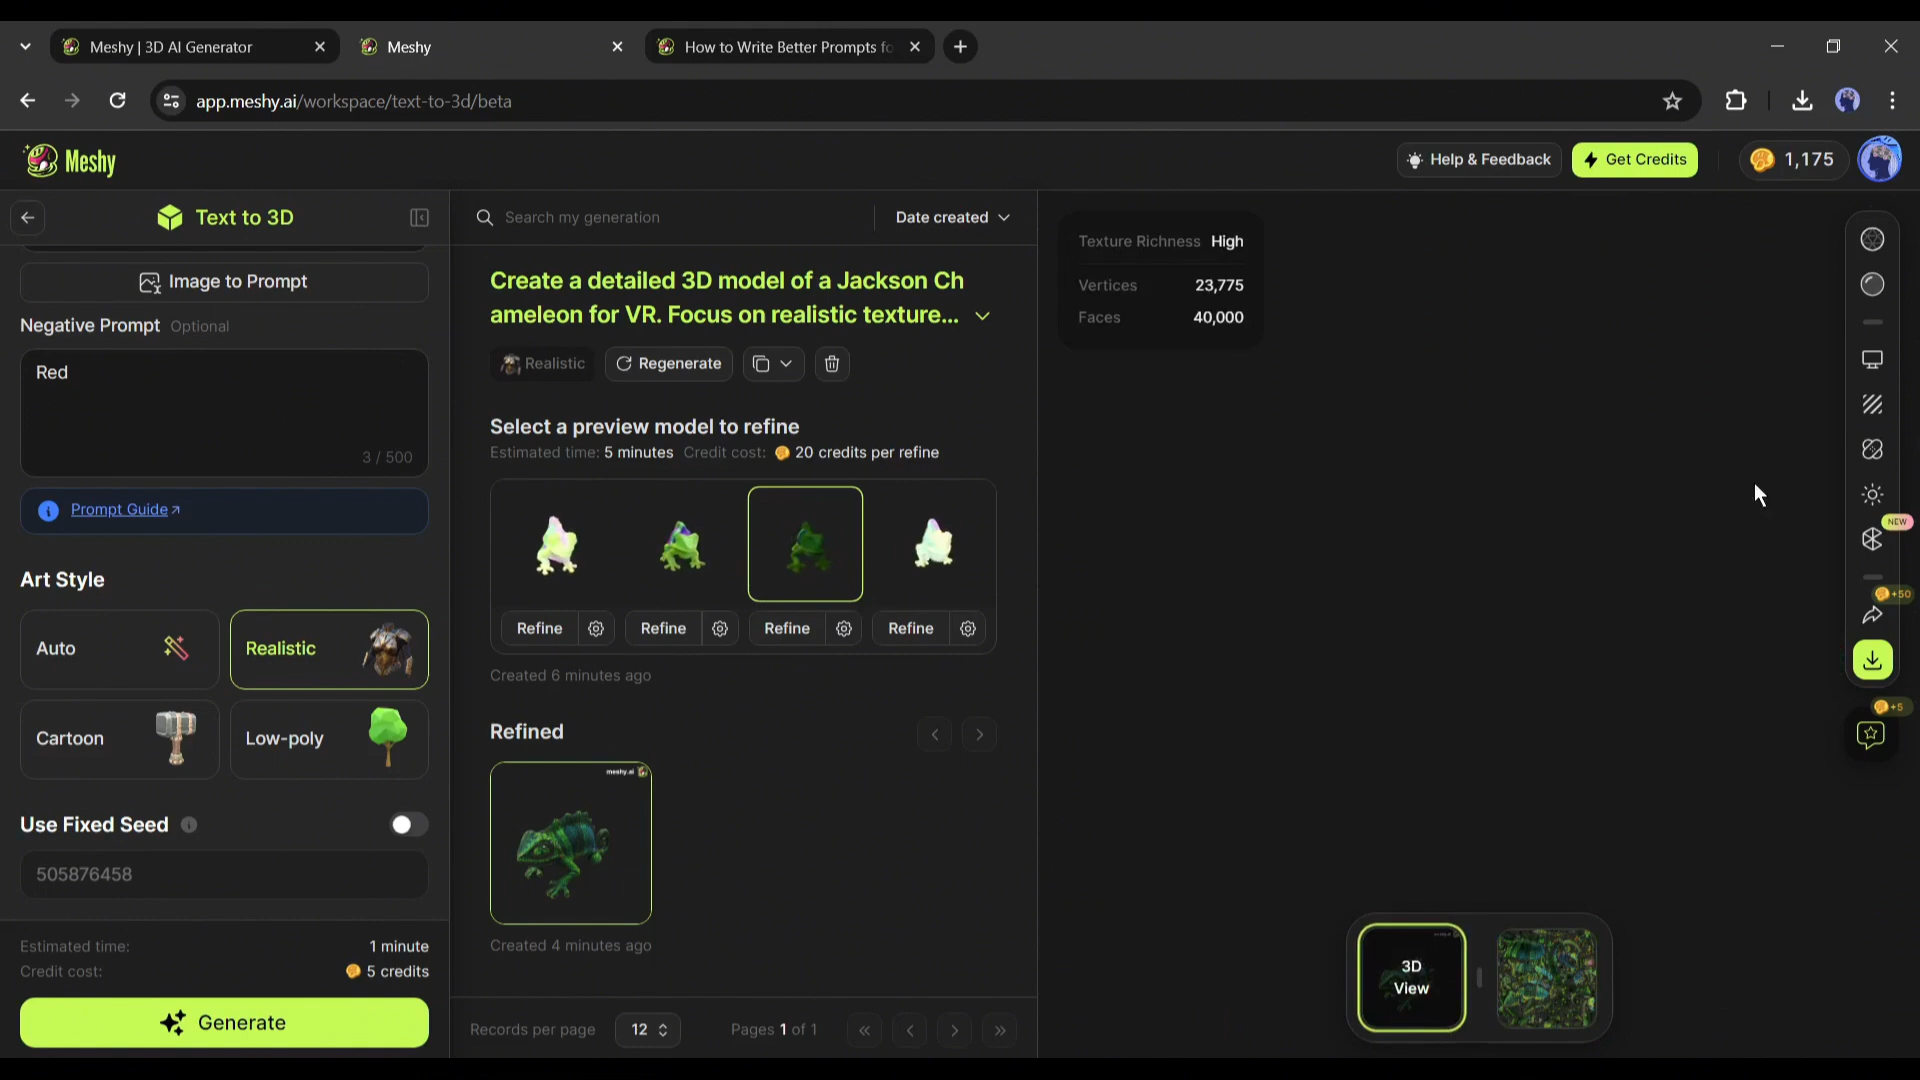 Meshy | 3D AI Generator
Meshy
How to Write Better Prompts fo
app.meshy.ai/workspace/text-to-3d/beta
Meshy
Help & Feedback
Get Credits
1,175
Text to 3D
Image to Prompt
Negative Prompt Optional
Red
3 / 500
Prompt Guide
Art Style
Auto
Realistic
Cartoon
Low-poly
Use Fixed Seed
505876458
Estimated time: 1 minute
Credit cost: 5 credits
Generate
Search my generation
Date created
Create a detailed 3D model of a Jackson Ch
ameleon for VR. Focus on realistic texture...
Realistic
Regenerate
Select a preview model to refine
Estimated time: 5 minutes Credit cost: 20 credits per refine
Refine
Refine
Refine
Refine
Created 6 minutes ago
Refined
meshy.ai
Created 4 minutes ago
Records per page 12 Pages 1 of 1
Texture Richness High
Vertices 23,775
Faces 40,000
NEW
+50
+5
3D
View